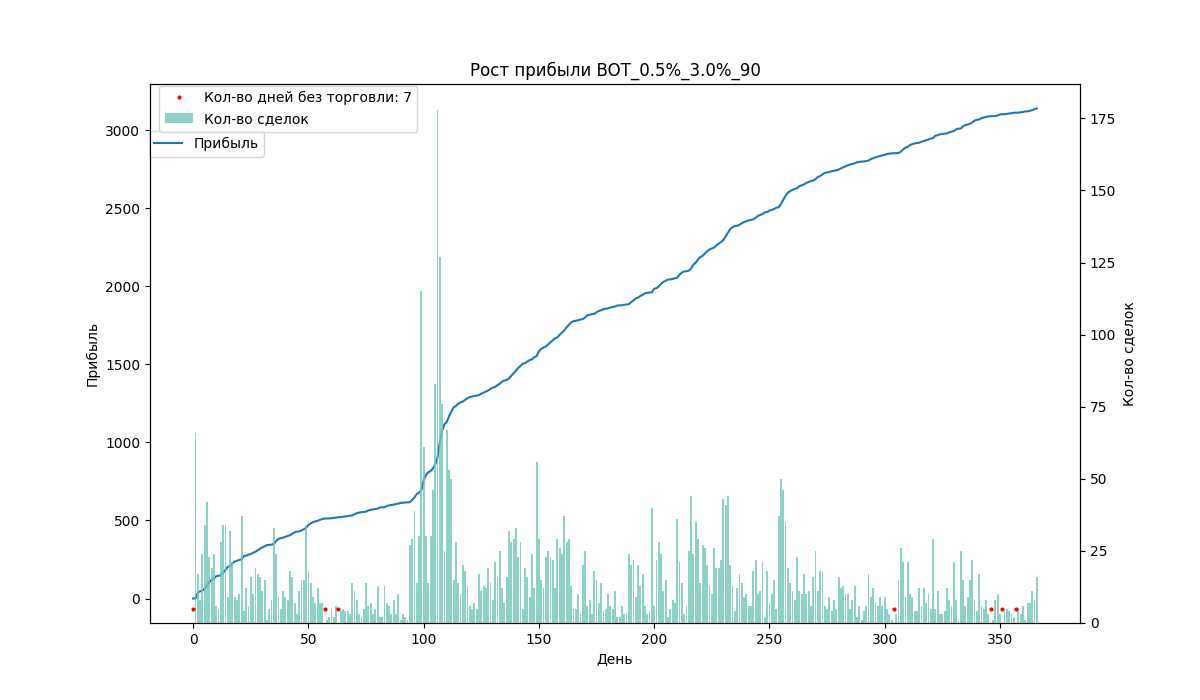 Рост прибыли BOT_0.5%_3.0%_90
Кол-во дней без торговли: 7
Кол-во сделок
Прибыль
3000
2500
2000
1500
1000
500
0
Прибыль
175
150
125
100
75
50
25
0
Кол-во сделок
0 50 100 150 200 250 300 350
День